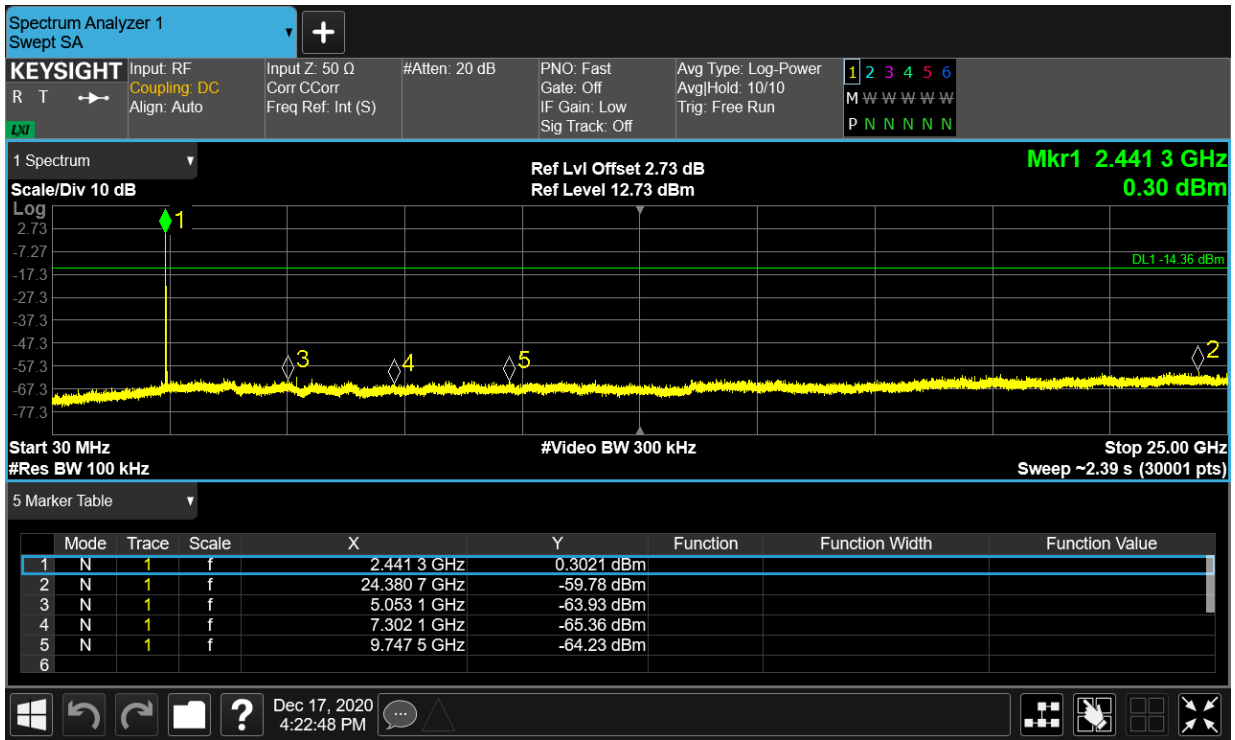 Spectrum Analyzer 1
Swept SA
+
KEYSIGHT
R T
LXI
Input: RF
Coupling: DC
Align: Auto
Input Z: 50 Ω
Corr CCorr
Freq Ref: Int (S)
#Atten: 20 dB
PNO: Fast
Gate: Off
IF Gain: Low
Sig Track: Off
Avg Type: Log-Power
Avg|Hold: 10/10
Trig: Free Run
1 2 3 4 5 6
M W W W W W
P N N N N N
1 Spectrum
Scale/Div 10 dB
Ref Lvl Offset 2.73 dB
Ref Level 12.73 dBm
Mkr1 2.441 3 GHz
0.30 dBm
Log
2.73
-7.27
-17.3
-27.3
-37.3
-47.3
-57.3
-67.3
-77.3
1
DL1 -14.36 dBm
3
4
5
2
Start 30 MHz
#Res BW 100 kHz
#Video BW 300 kHz
Stop 25.00 GHz
Sweep ~2.39 s (30001 pts)
5 Marker Table
Mode Trace Scale X Y Function Function Width Function Value
1 N 1 f 2.441 3 GHz 0.3021 dBm
2 N 1 f 24.380 7 GHz -59.78 dBm
3 N 1 f 5.053 1 GHz -63.93 dBm
4 N 1 f 7.302 1 GHz -65.36 dBm
5 N 1 f 9.747 5 GHz -64.23 dBm
6
?
Dec 17, 2020
4:22:48 PM